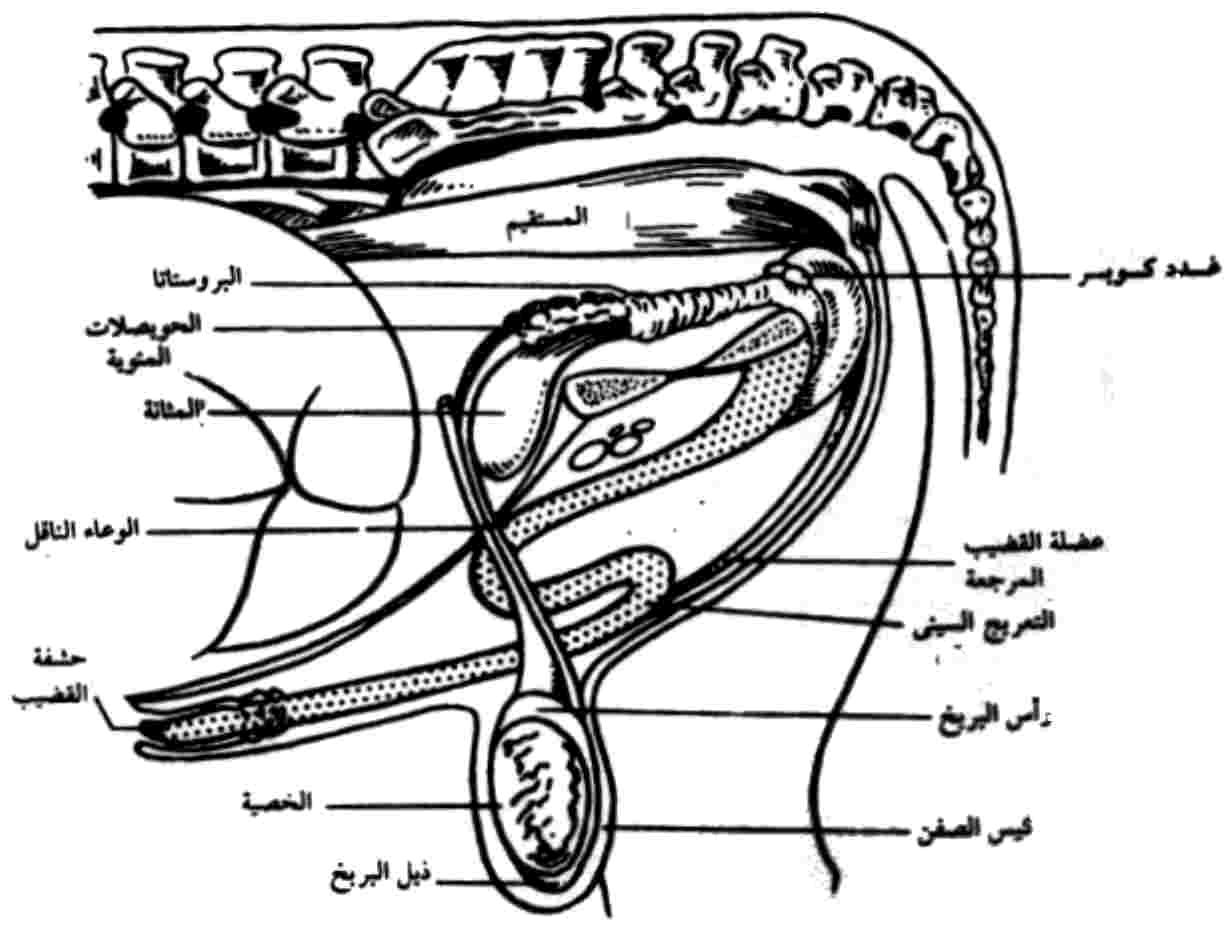 المستقيم
البروستاتا
غدد كوبر
الحويصلات
المنوية
المثانة
الوعاء الناقل
عضلة القضيب
المرجعة
التعريج السينى
حشفة
القضيب
رأس البربخ
الخصية
كيس الصفن
ذيل البربخ